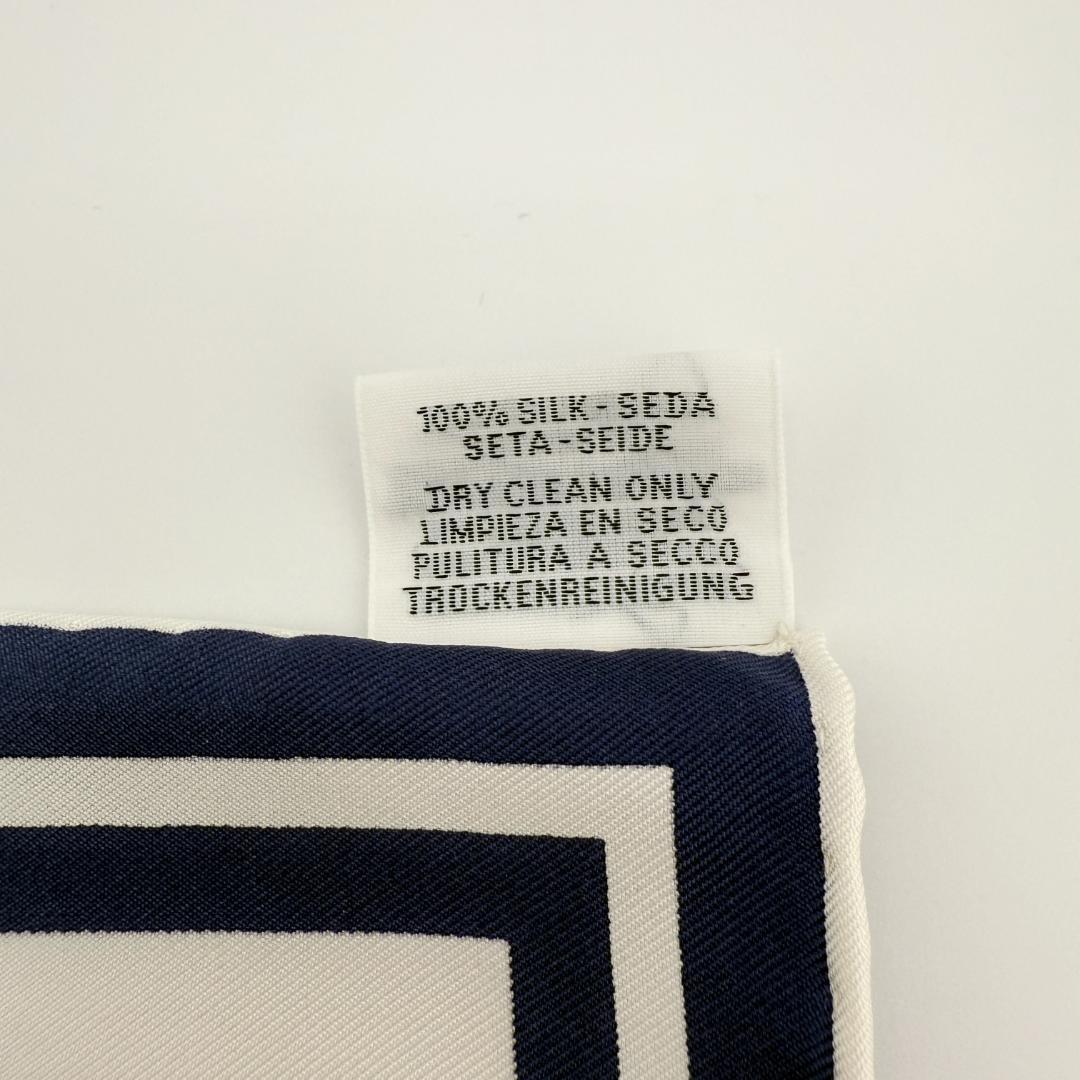 100% SILK - SEDA
SETA - SEIDE
DRY CLEAN ONLY
LIMPIEZA EN SECO
PULITURA A SECCO
TROCKENREINIGUNG